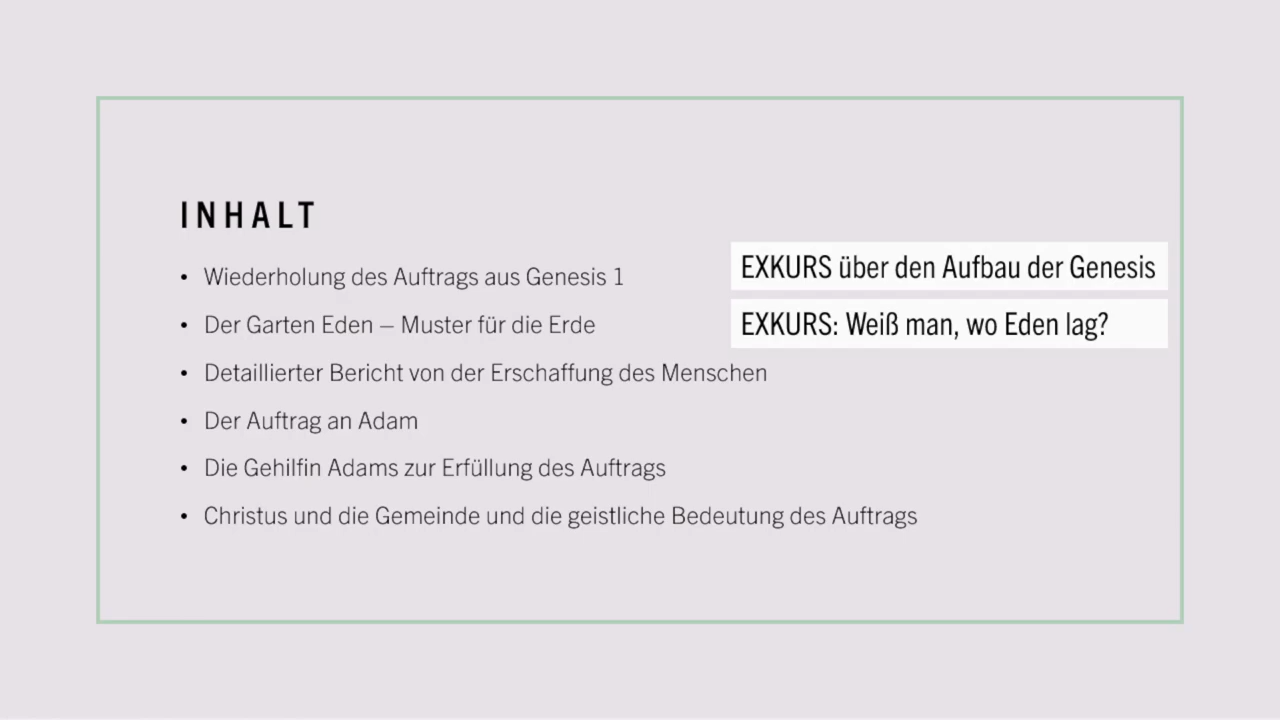 INHALT
• Wiederholung des Auftrags aus Genesis 1
• Der Garten Eden – Muster für die Erde
• Detaillierter Bericht von der Erschaffung des Menschen
• Der Auftrag an Adam
• Die Gehilfin Adams zur Erfüllung des Auftrags
• Christus und die Gemeinde und die geistliche Bedeutung des Auftrags
EXKURS über den Aufbau der Genesis
EXKURS: Weiß man, wo Eden lag?